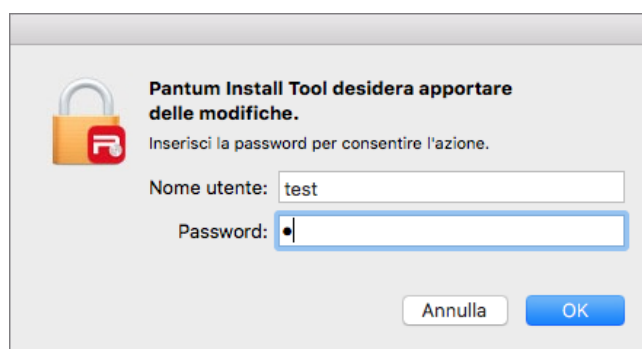 Pantum Install Tool desidera apportare
delle modifiche.
Inserisci la password per consentire l'azione.
Nome utente: test
Password: •
Annulla OK